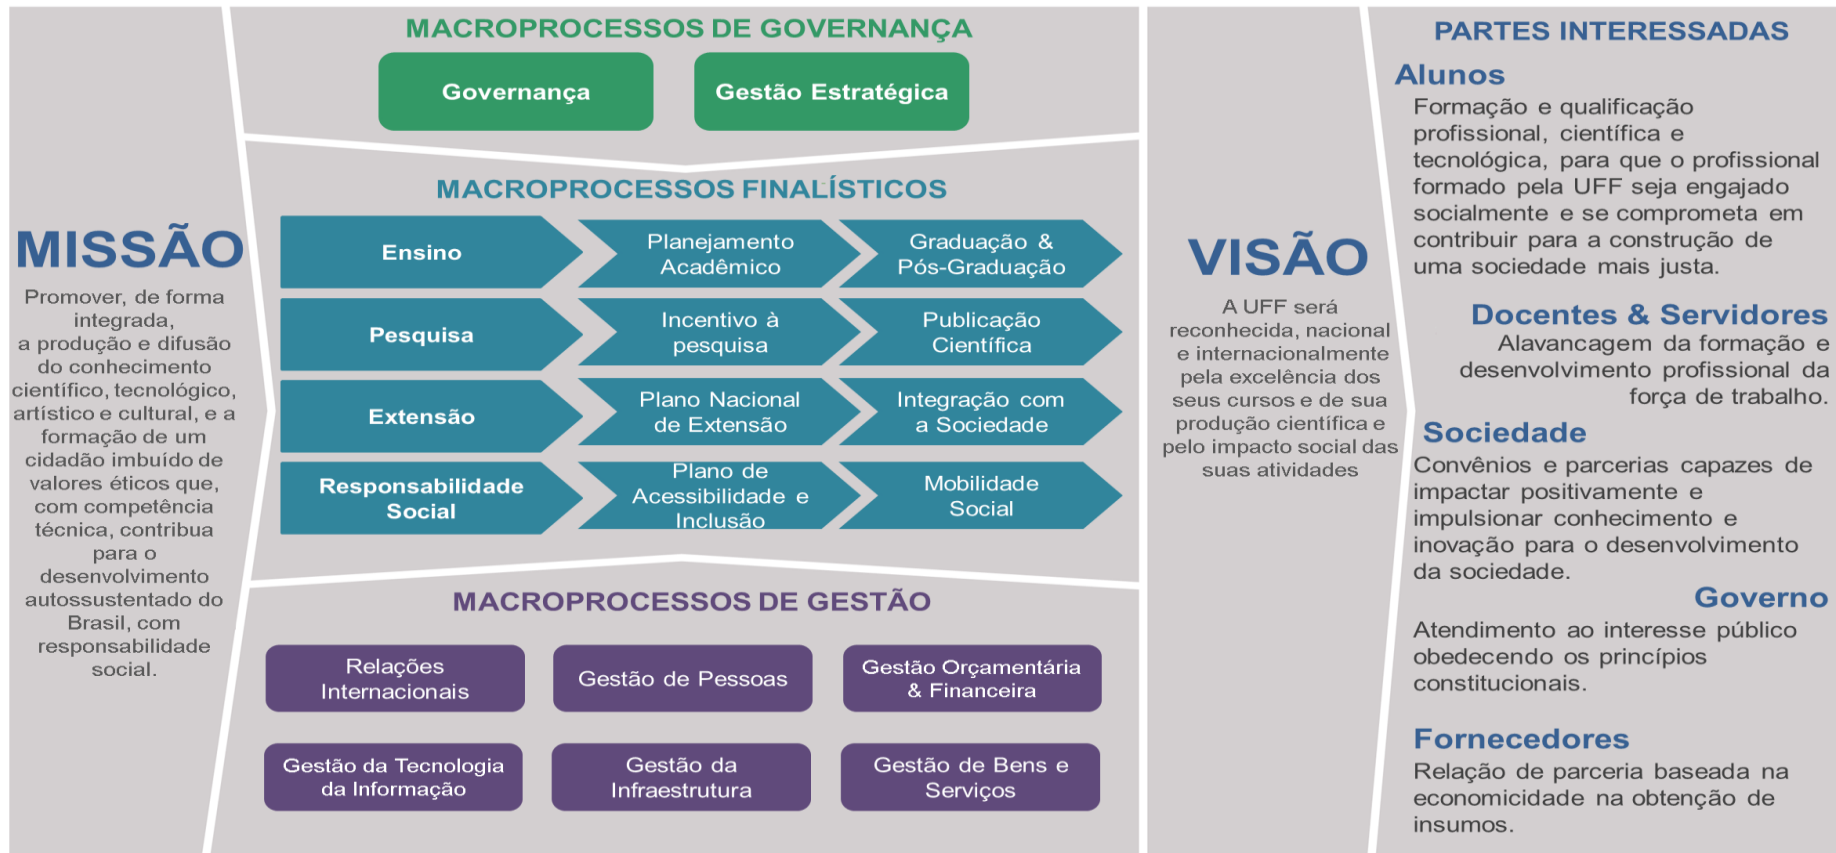 MISSÃO
Promover, de forma
integrada,
a produção e difusão
do conhecimento
científico, tecnológico,
artístico e cultural, e a
formação de um
cidadão imbuído de
valores éticos que,
com competência
técnica, contribua
para o
desenvolvimento
autossustentado do
Brasil, com
responsabilidade
social.
MACROPROCESSOS DE GOVERNANÇA
Governança
Gestão Estratégica
MACROPROCESSOS FINALÍSTICOS
Ensino
Planejamento
Acadêmico
Graduação &
Pós-Graduação
Pesquisa
Incentivo à
pesquisa
Publicação
Científica
Extensão
Plano Nacional
de Extensão
Integração com
a Sociedade
Responsabilidade
Social
Plano de
Acessibilidade e
Inclusão
Mobilidade
Social
MACROPROCESSOS DE GESTÃO
Relações
Internacionais
Gestão de Pessoas
Gestão Orçamentária
& Financeira
Gestão da Tecnologia
da Informação
Gestão da
Infraestrutura
Gestão de Bens e
Serviços
VISÃO
A UFF será
reconhecida, nacional
e internacionalmente
pela excelência dos
seus cursos e de sua
produção científica e
pelo impacto social das
suas atividades
PARTES INTERESSADAS
Alunos
Formação e qualificação
profissional, científica e
tecnológica, para que o profissional
formado pela UFF seja engajado
socialmente e se comprometa em
contribuir para a construção de
uma sociedade mais justa.
Docentes & Servidores
Alavancagem da formação e
desenvolvimento profissional da
força de trabalho.
Sociedade
Convênios e parcerias capazes de
impactar positivamente e
impulsionar conhecimento e
inovação para o desenvolvimento
da sociedade.
Governo
Atendimento ao interesse público
obedecendo os princípios
constitucionais.
Fornecedores
Relação de parceria baseada na
economicidade na obtenção de
insumos.